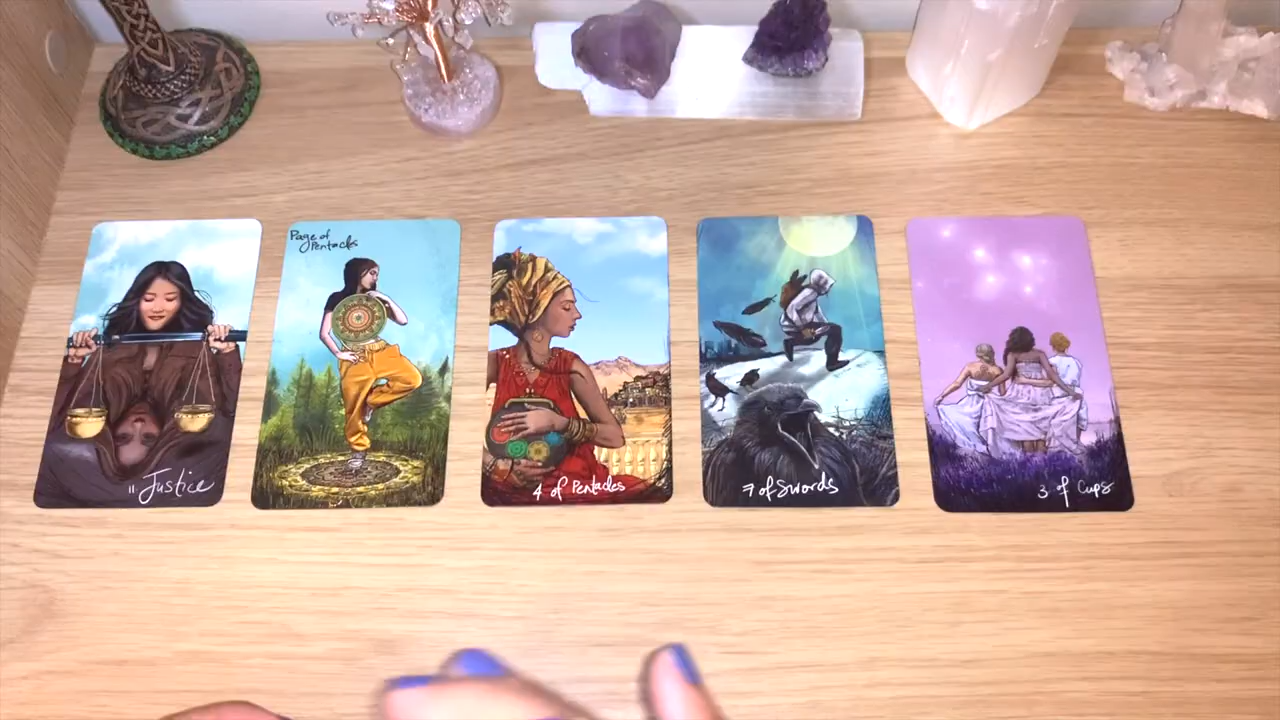 11 Justice
Page of
Pentacles
4 of Pentacles
7 of Swords
3 of Cups